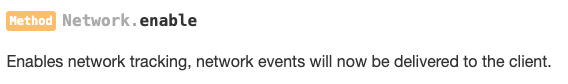 Method Network.enable
Enables network tracking, network events will now be delivered to the client.